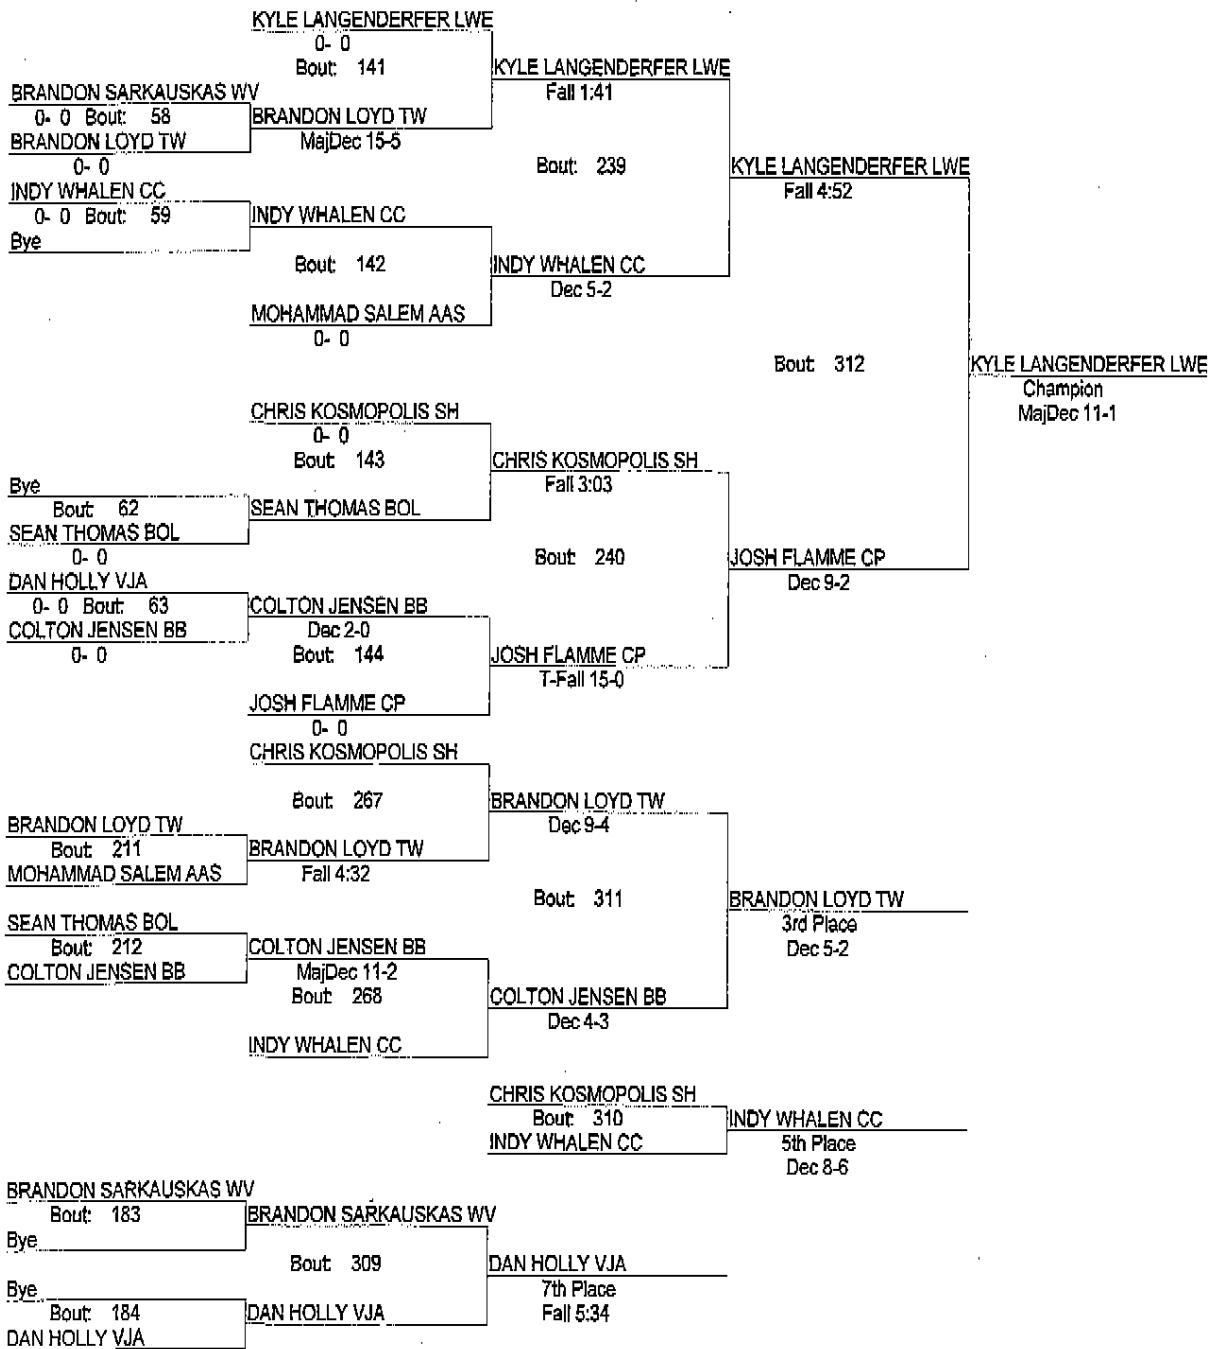 KYLE LANGENDERFER LWE
0- 0
Bout: 141
KYLE LANGENDERFER LWE
Fall 1:41
BRANDON SARKAUSKAS WV
0- 0 Bout: 58
BRANDON LOYD TW
0- 0
BRANDON LOYD TW
MajDec 15-5
Bout: 239
KYLE LANGENDERFER LWE
Fall 4:52
INDY WHALEN CC
0- 0 Bout: 59
Bye
INDY WHALEN CC
Bout: 142
INDY WHALEN CC
Dec 5-2
MOHAMMAD SALEM AAS
0- 0
Bout: 312
KYLE LANGENDERFER LWE
Champion
MajDec 11-1
CHRIS KOSMOPOLIS SH
0- 0
Bout: 143
CHRIS KOSMOPOLIS SH
Fall 3:03
Bye
Bout: 62
SEAN THOMAS BOL
0- 0
SEAN THOMAS BOL
Bout: 240
JOSH FLAMME CP
Dec 9-2
DAN HOLLY VJA
0- 0 Bout: 63
COLTON JENSEN BB
0- 0
COLTON JENSEN BB
Dec 2-0
Bout: 144
JOSH FLAMME CP
T-Fall 15-0
JOSH FLAMME CP
0- 0
CHRIS KOSMOPOLIS SH
Bout: 267
BRANDON LOYD TW
Dec 9-4
BRANDON LOYD TW
Bout: 211
MOHAMMAD SALEM AAS
BRANDON LOYD TW
Fall 4:32
Bout: 311
BRANDON LOYD TW
3rd Place
Dec 5-2
SEAN THOMAS BOL
Bout: 212
COLTON JENSEN BB
COLTON JENSEN BB
MajDec 11-2
Bout: 268
COLTON JENSEN BB
Dec 4-3
INDY WHALEN CC
CHRIS KOSMOPOLIS SH
Bout: 310
INDY WHALEN CC
INDY WHALEN CC
5th Place
Dec 8-6
BRANDON SARKAUSKAS WV
Bout: 183
Bye
BRANDON SARKAUSKAS WV
Bout: 309
DAN HOLLY VJA
7th Place
Fall 5:34
Bye
Bout: 184
DAN HOLLY VJA
DAN HOLLY VJA